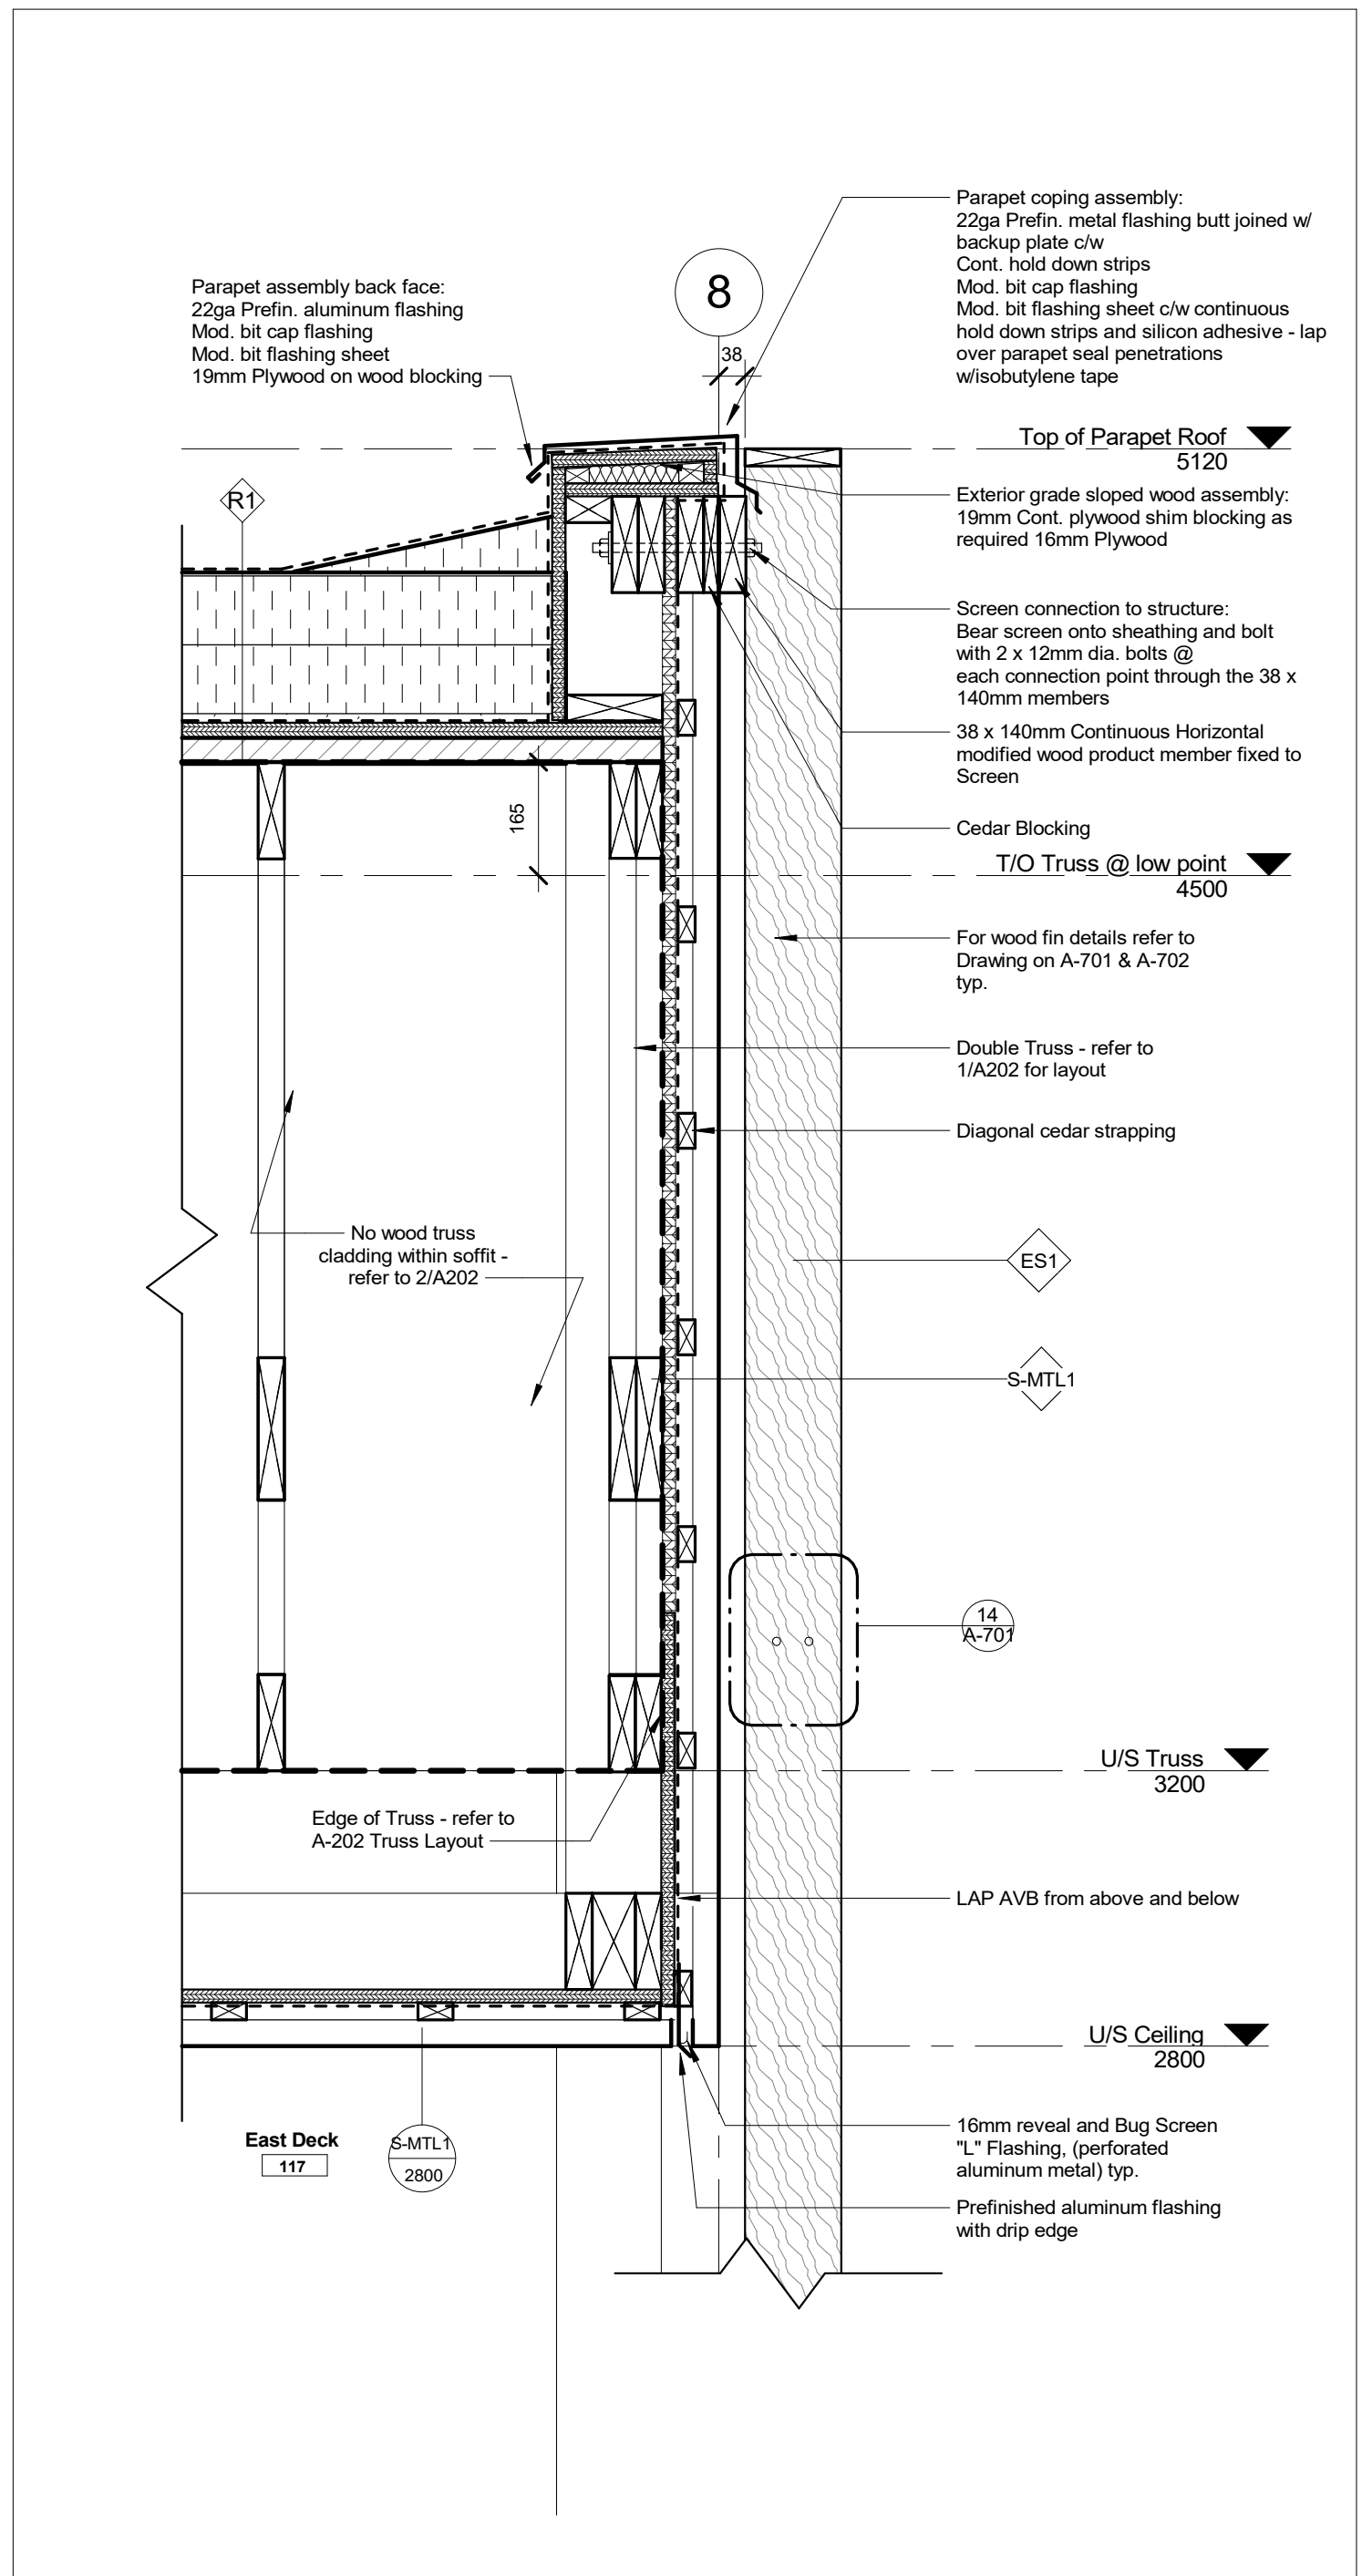 Parapet coping assembly:
22ga Prefin. metal flashing butt joined w/
backup plate c/w
Cont. hold down strips
Mod. bit cap flashing
Mod. bit flashing sheet c/w continuous
hold down strips and silicon adhesive - lap
over parapet seal penetrations
w/isobutylene tape
Parapet assembly back face:
22ga Prefin. aluminum flashing
Mod. bit cap flashing
Mod. bit flashing sheet
19mm Plywood on wood blocking
8
38
Top of Parapet Roof
5120
R1
Exterior grade sloped wood assembly:
19mm Cont. plywood shim blocking as
required 16mm Plywood
Screen connection to structure:
Bear screen onto sheathing and bolt
with 2 x 12mm dia. bolts @
each connection point through the 38 x
140mm members
38 x 140mm Continuous Horizontal
modified wood product member fixed to
Screen
165
Cedar Blocking
T/O Truss @ low point
4500
For wood fin details refer to
Drawing on A-701 & A-702
typ.
Double Truss - refer to
1/A202 for layout
Diagonal cedar strapping
No wood truss
cladding within soffit -
refer to 2/A202
ES1
S-MTL1
14
A-701
U/S Truss
3200
Edge of Truss - refer to
A-202 Truss Layout
LAP AVB from above and below
U/S Ceiling
2800
East Deck
117
S-MTL1
2800
16mm reveal and Bug Screen
"L" Flashing, (perforated
aluminum metal) typ.
Prefinished aluminum flashing
with drip edge